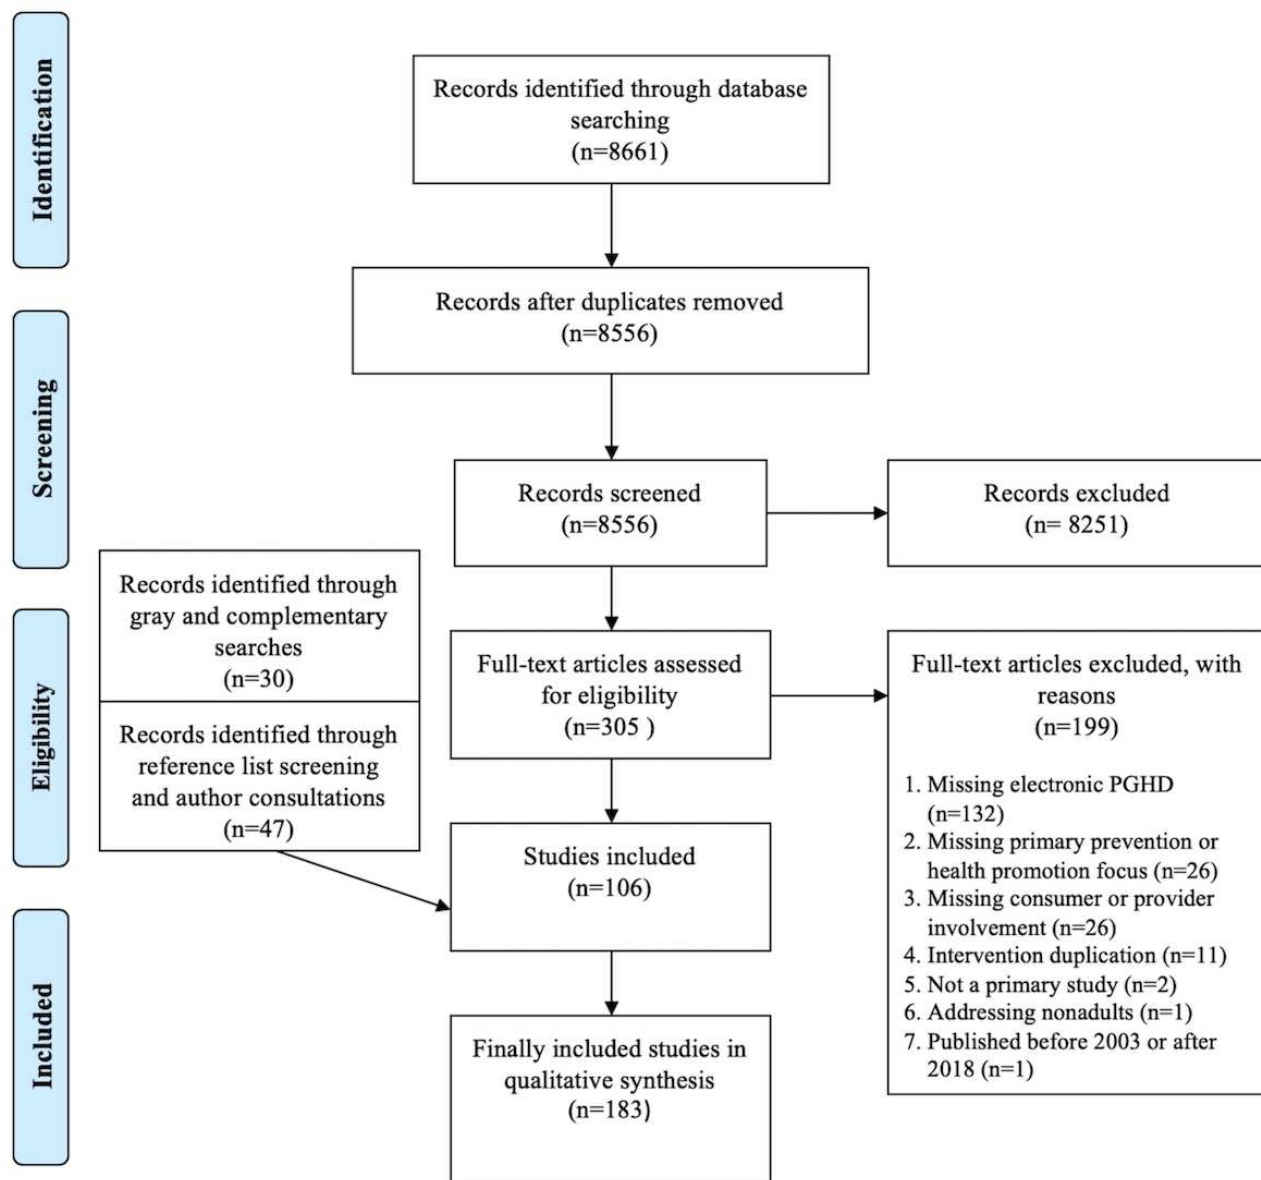 Identification
Records identified through database
searching
(n=8661)
Records after duplicates removed
(n=8556)
Screening
Records screened
(n=8556)
Records excluded
(n= 8251)
Records identified through
gray and complementary
searches
(n=30)
Records identified through
reference list screening
and author consultations
(n=47)
Eligibility
Full-text articles assessed
for eligibility
(n=305 )
Full-text articles excluded, with
reasons
(n=199)
1. Missing electronic PGHD
(n=132)
2. Missing primary prevention or
health promotion focus (n=26)
3. Missing consumer or provider
involvement (n=26)
4. Intervention duplication (n=11)
5. Not a primary study (n=2)
6. Addressing nonadults (n=1)
7. Published before 2003 or after
2018 (n=1)
Studies included
(n=106)
Included
Finally included studies in
qualitative synthesis
(n=183)